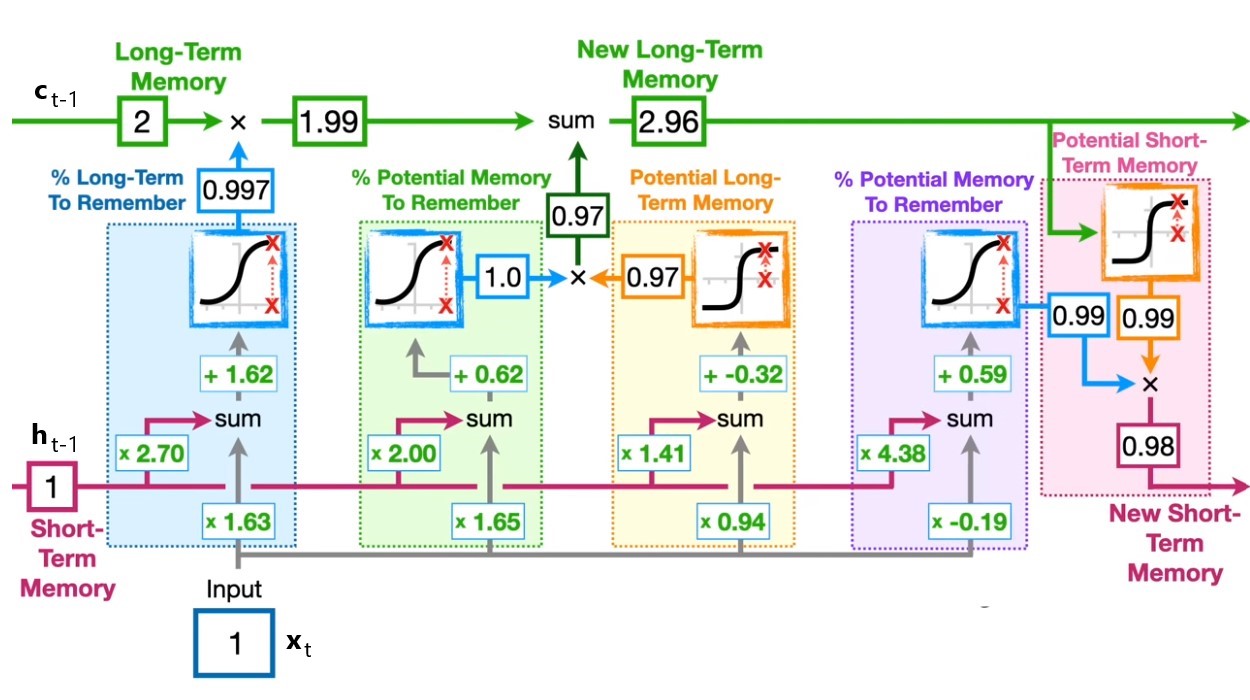 Long-Term
Memory
New Long-Term
Memory
c t-1
2
×
1.99
sum
2.96
Potential Short-
Term Memory
% Long-Term
To Remember
0.997
% Potential Memory
To Remember
0.97
Potential Long-
Term Memory
% Potential Memory
To Remember
1.0
×
0.97
0.99
0.99
×
+ 1.62
+ 0.62
+ -0.32
+ 0.59
sum
sum
sum
sum
h t-1
x 2.70
x 2.00
x 1.41
x 4.38
0.98
1
Short-
Term
Memory
x 1.63
x 1.65
x 0.94
x -0.19
New Short-
Term
Memory
Input
1
x t